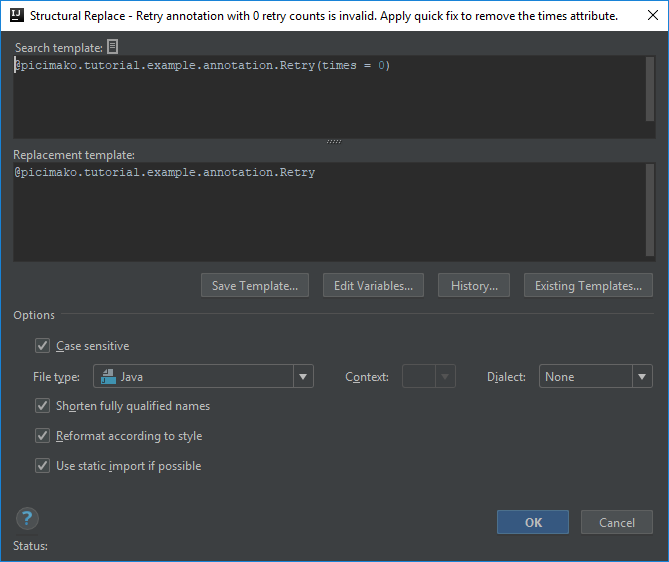 IJ Structural Replace - Retry annotation with 0 retry counts is invalid. Apply quick fix to remove the times attribute.
Search template:
@picimako.tutorial.example.annotation.Retry(times = 0)
Replacement template:
@picimako.tutorial.example.annotation.Retry
Save Template... Edit Variables... History... Existing Templates...
Options
Case sensitive
File type: Java Context: Dialect: None
Shorten fully qualified names
Reformat according to style
Use static import if possible
? OK Cancel
Status: